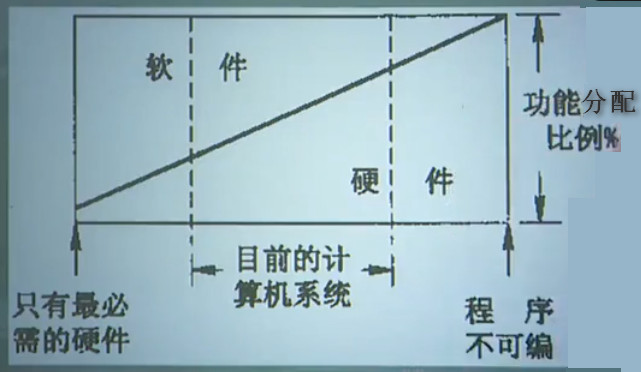 软 件
硬 件
功能分配
比例%
目前的计
算机系统
只有最必
需的硬件
程 序
不可编